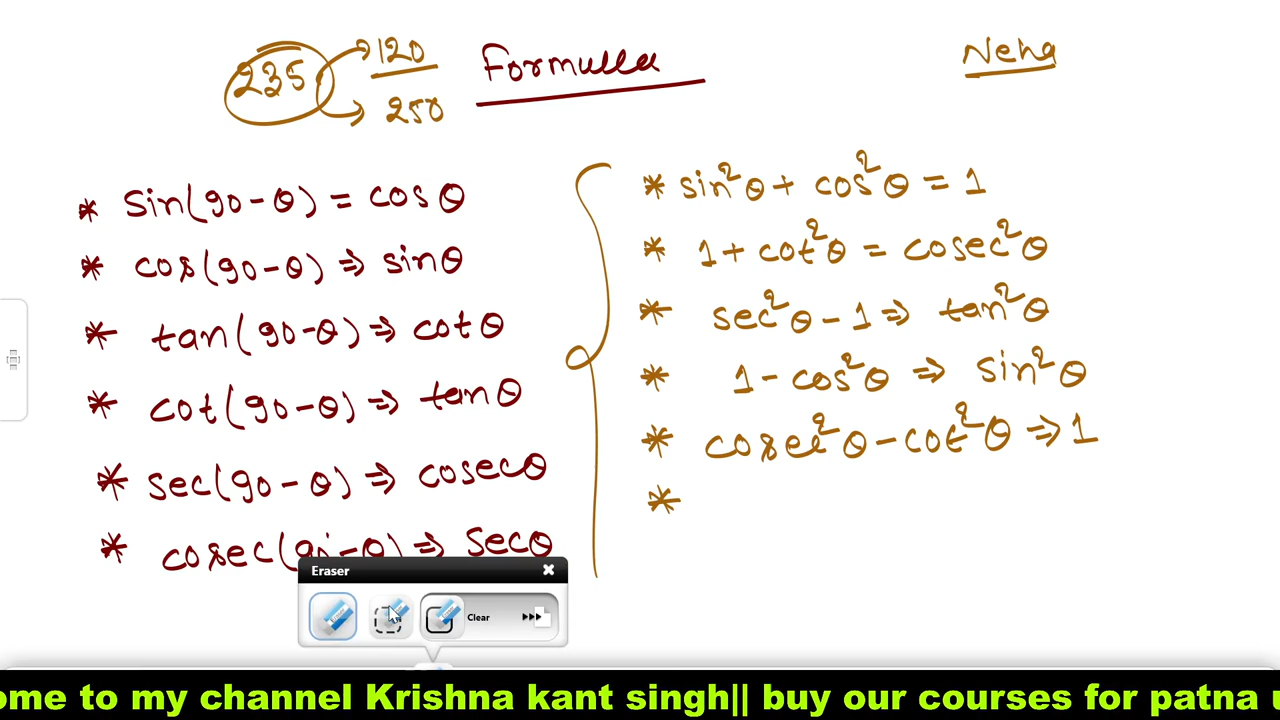 235 → 120
→ 250
Formulla
Neha
* sin(90-θ) = cosθ
* cos(90-θ) ⇒ sinθ
* tan(90-θ) ⇒ cotθ
* cot(90-θ) ⇒ tanθ
* sec(90-θ) ⇒ cosecθ
* cosec(90-θ) ⇒ secθ
* sin²θ + cos²θ = 1
* 1 + cot²θ = cosec²θ
* sec²θ - 1 ⇒ tan²θ
* 1 - cos²θ ⇒ sin²θ
* cosec²θ - cot²θ ⇒ 1
*
Eraser
Clear
ome to my channel Krishna kant singh|| buy our courses for patna u